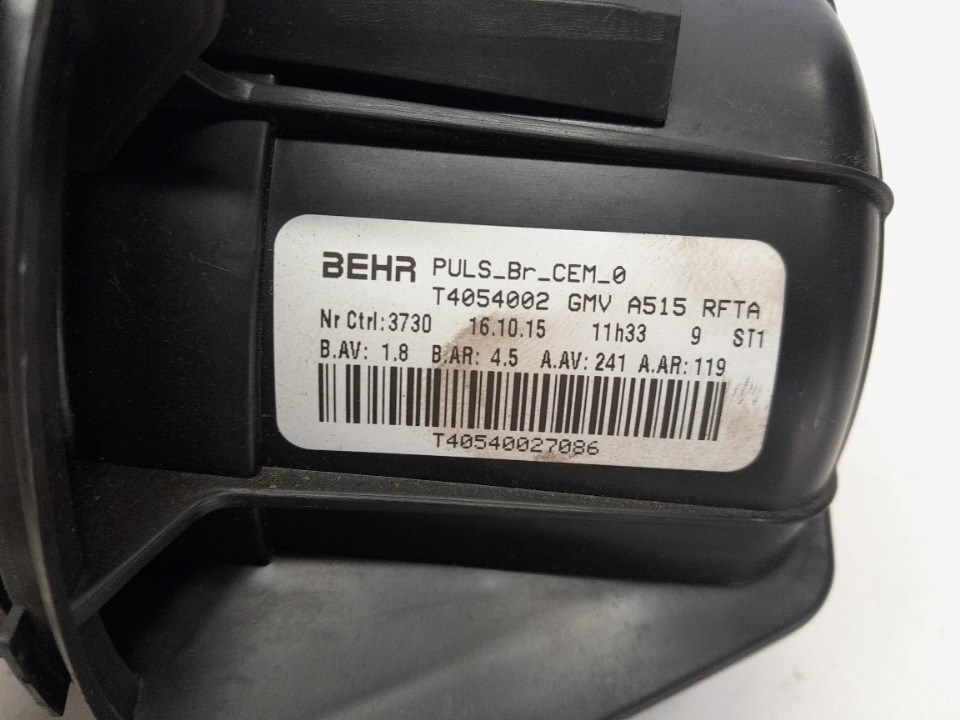 BEHR PULS_Br_CEM_0
T4054002 GMV A515 RFTA
Nr Ctrl:3730 16.10.15 11h33 9 ST1
B.AV: 1.8 B.AR: 4.5 A.AV: 241 A.AR: 119
T40540027086